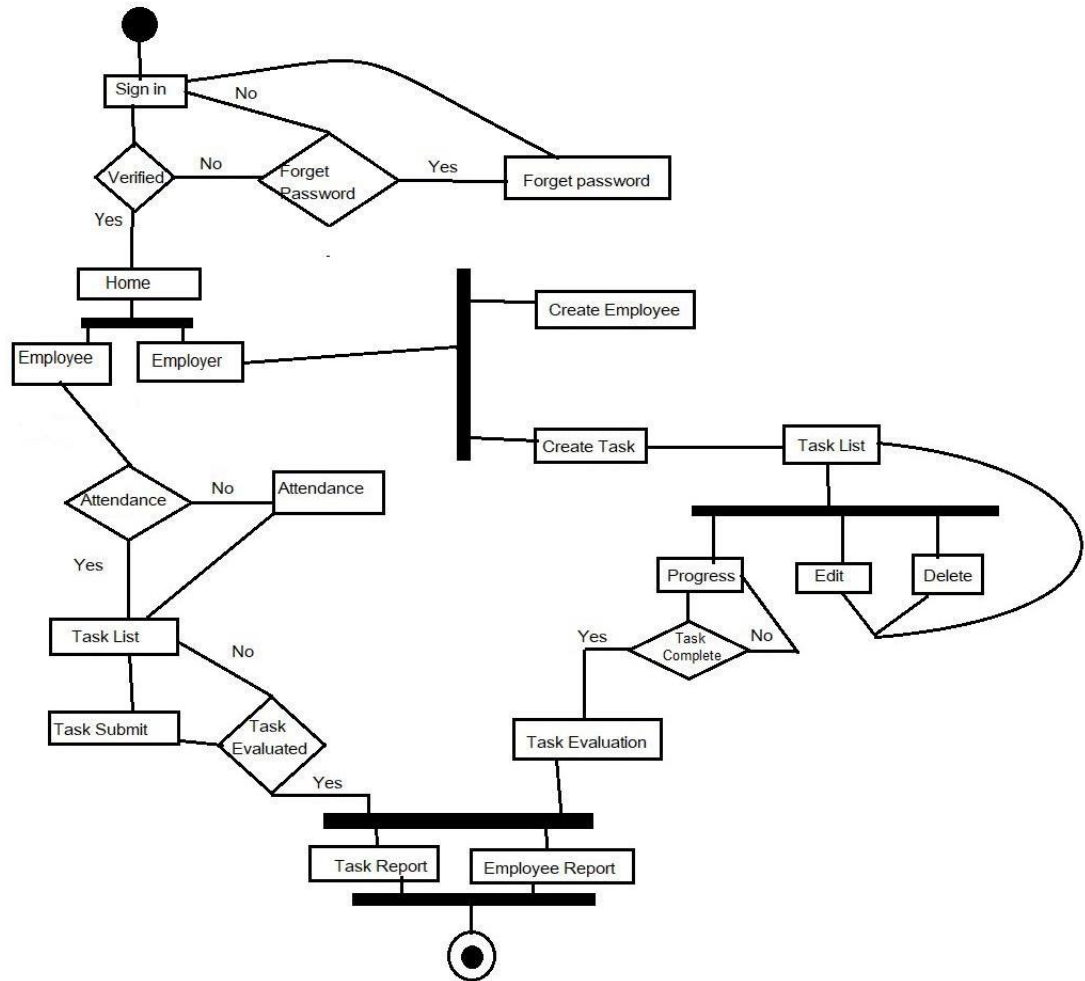 Sign in
No
Verified
No
Forget
Password
Yes
Forget password
Yes
Home
Create Employee
Employee
Employer
Create Task
Task List
Attendance
No
Attendance
Yes
Progress
Edit
Delete
Task List
No
Yes
Task
Complete
No
Task Submit
Task
Evaluated
Task Evaluation
Yes
Task Report
Employee Report